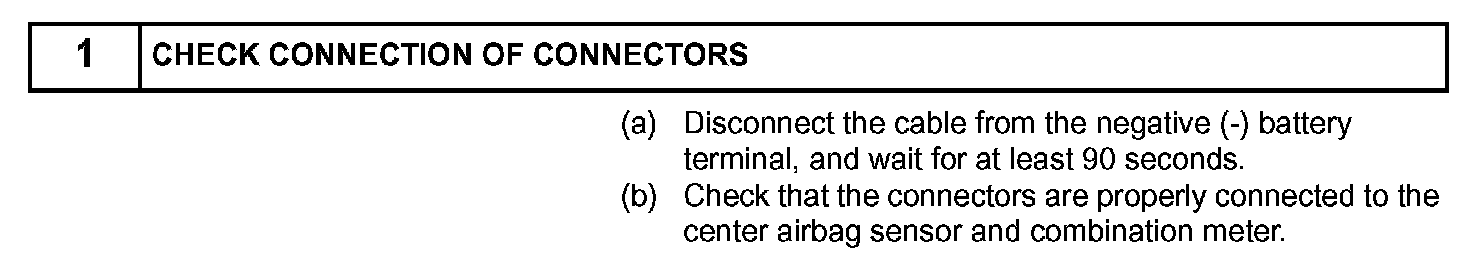 1 CHECK CONNECTION OF CONNECTORS
(a) Disconnect the cable from the negative (-) battery
terminal, and wait for at least 90 seconds.
(b) Check that the connectors are properly connected to the
center airbag sensor and combination meter.